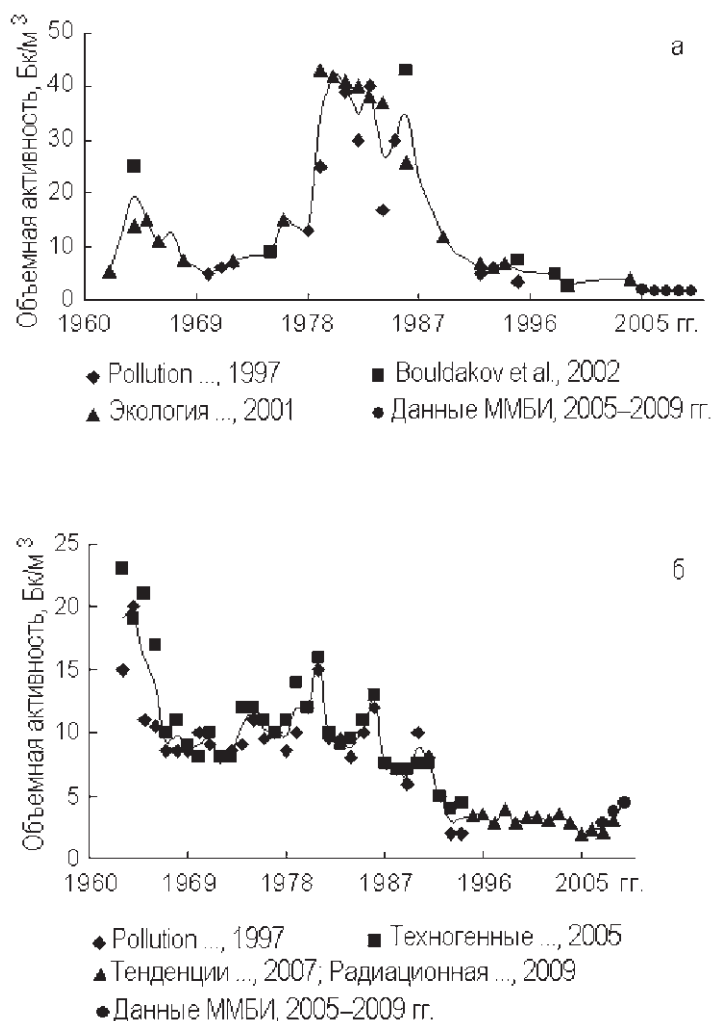 Объемная активность, Бк/м³
а
50
40
30
20
10
0
1960 1969 1978 1987 1996 2005 гг.
Pollution ..., 1997
Bouldakov et al., 2002
Экология ..., 2001
Данные ММБИ, 2005–2009 гг.
Объемная активность, Бк/м³
б
25
20
15
10
5
0
1960 1969 1978 1987 1996 2005 гг.
Pollution ..., 1997
Техногенные ..., 2005
Тенденции ..., 2007; Радиационная ..., 2009
Данные ММБИ, 2005–2009 гг.